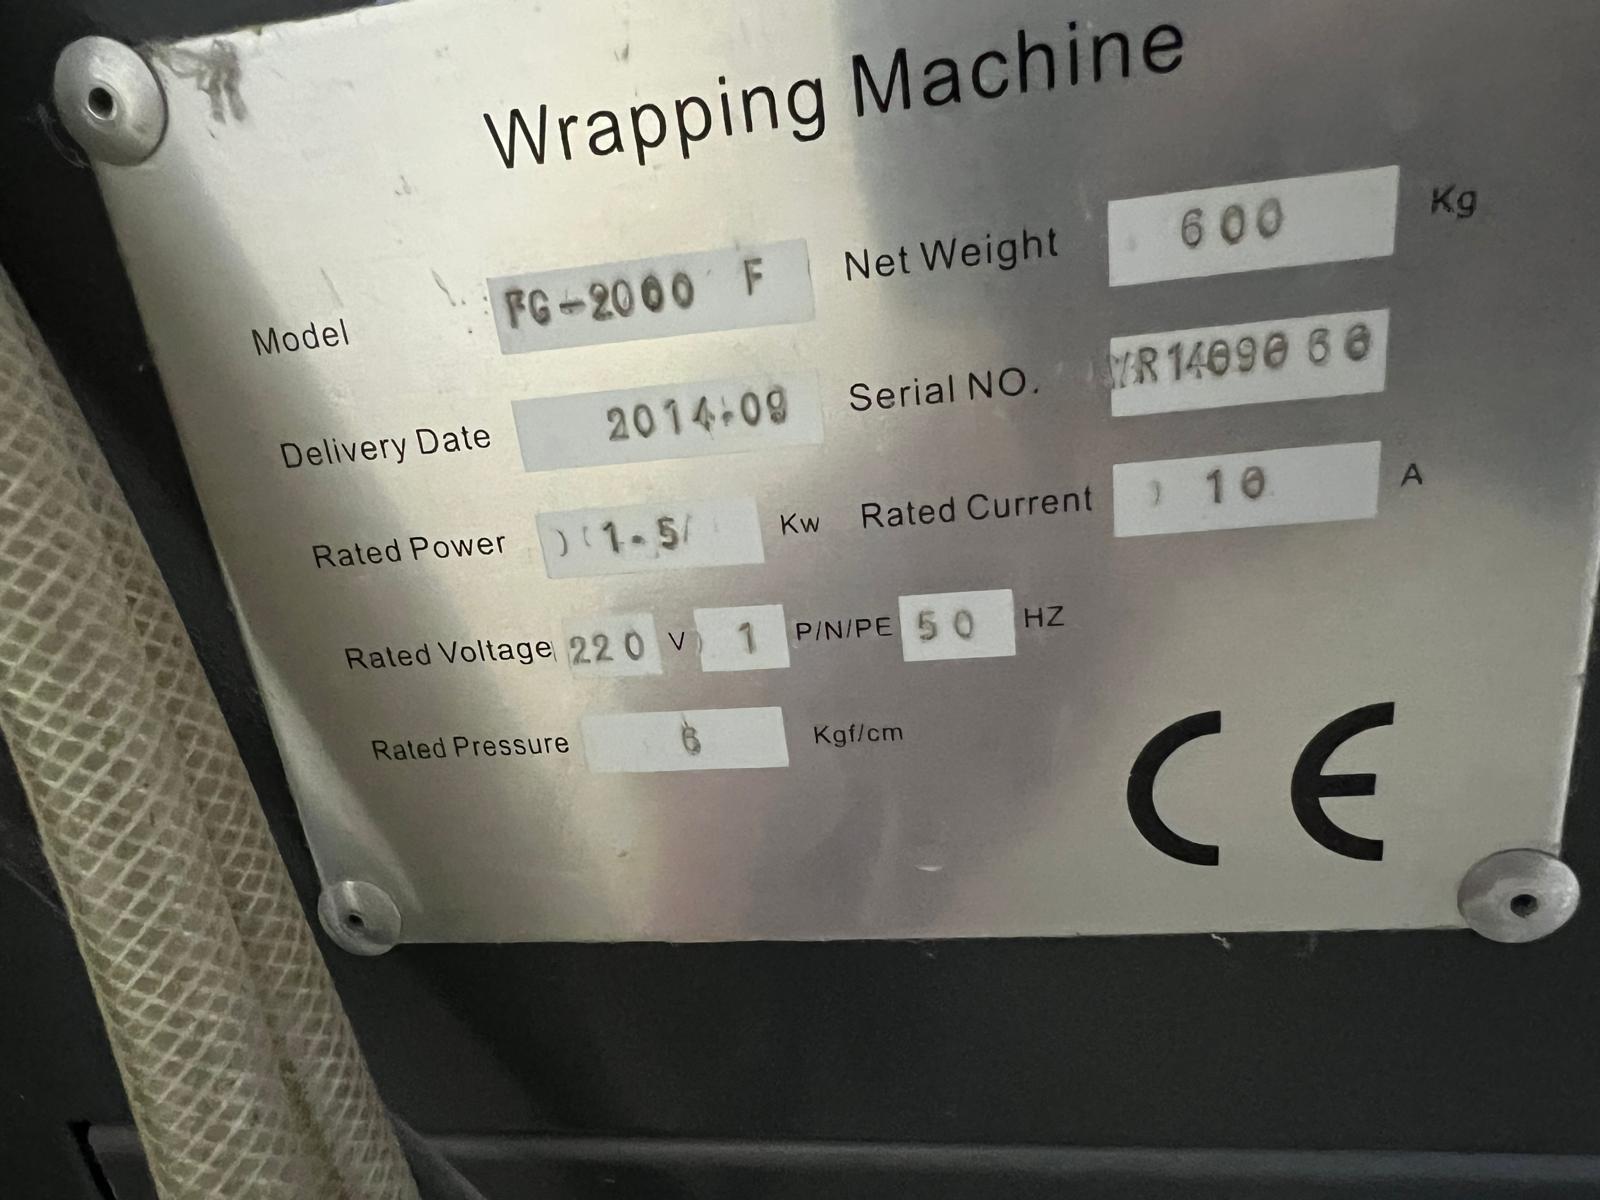 Wrapping Machine
Model FG-2000 F Net Weight 600 Kg
Delivery Date 2014.09 Serial NO.
Rated Power 1.5 Kw Rated Current 10 A
Rated Voltage 220 V 1 P/N/PE 50 HZ
Rated Pressure 6 Kgf/cm
CE